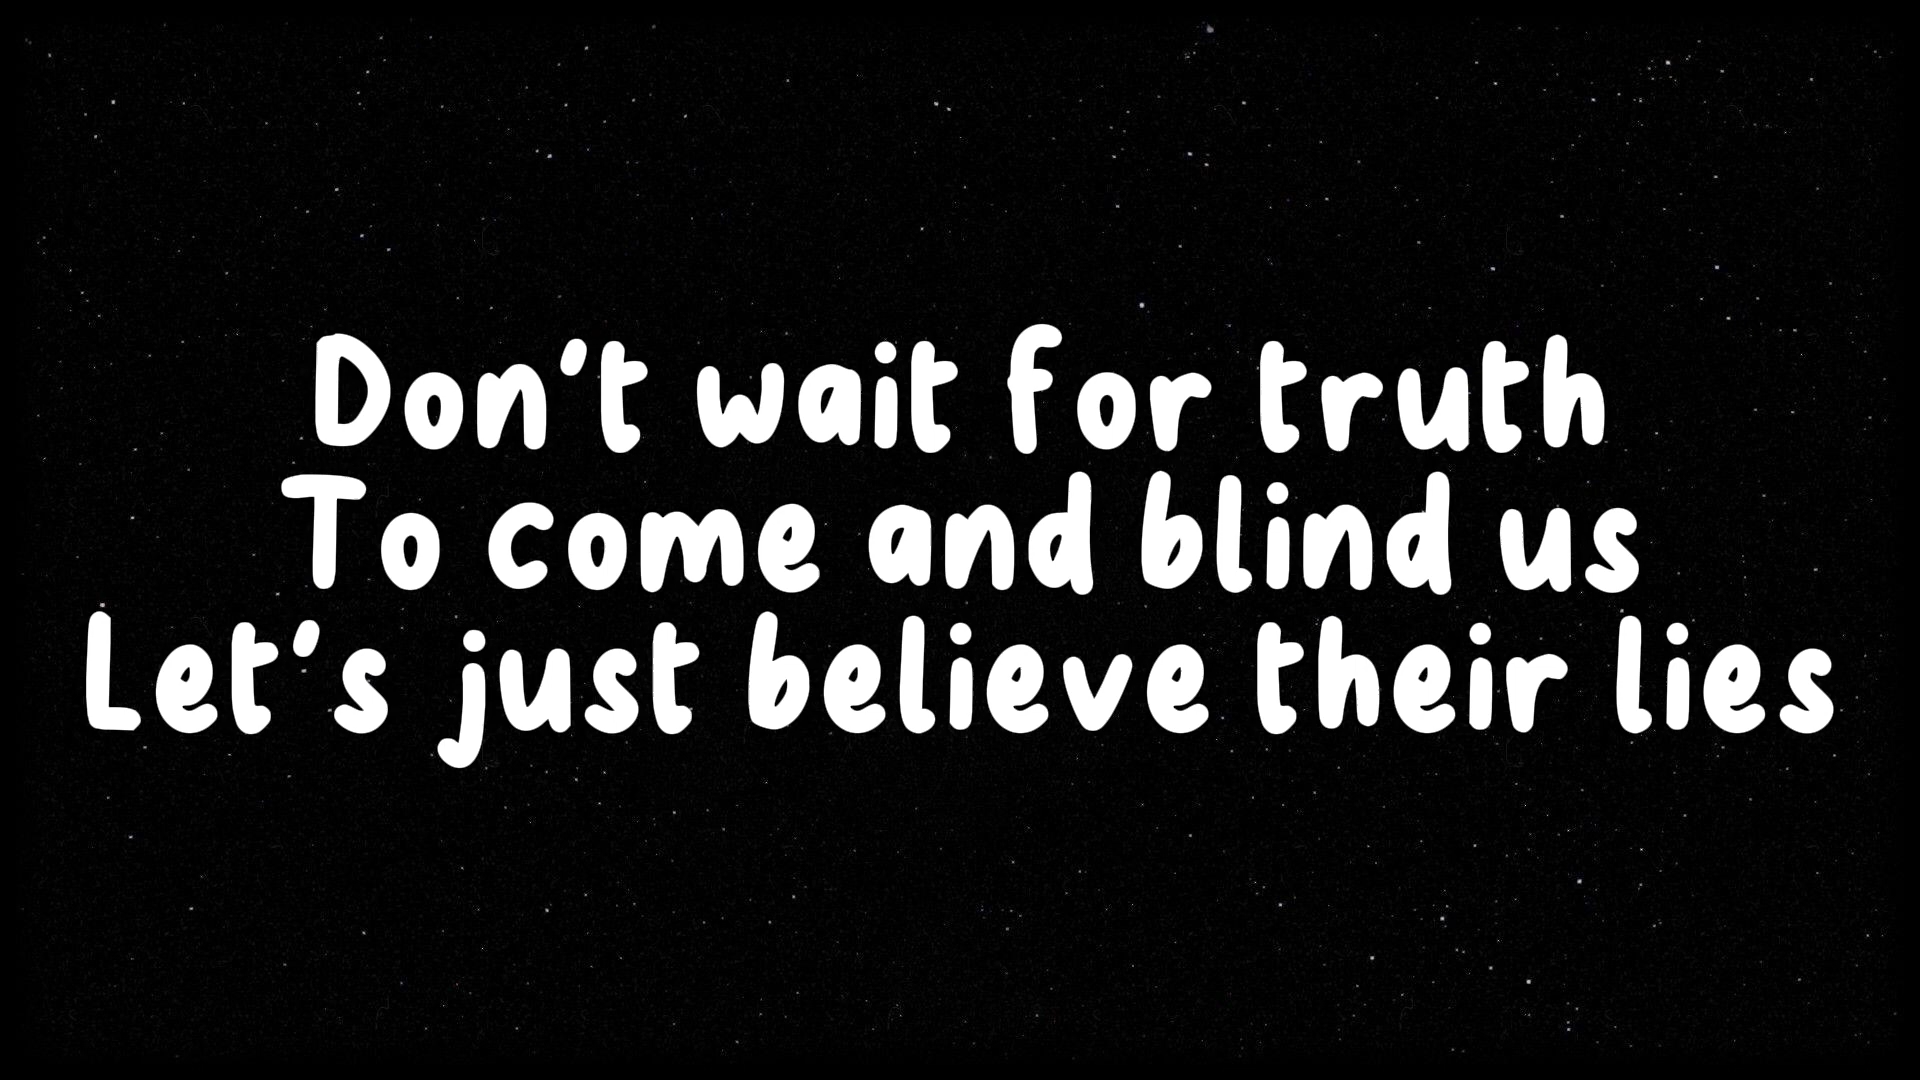 Don't wait for truth
To come and blind us
Let's just believe their lies